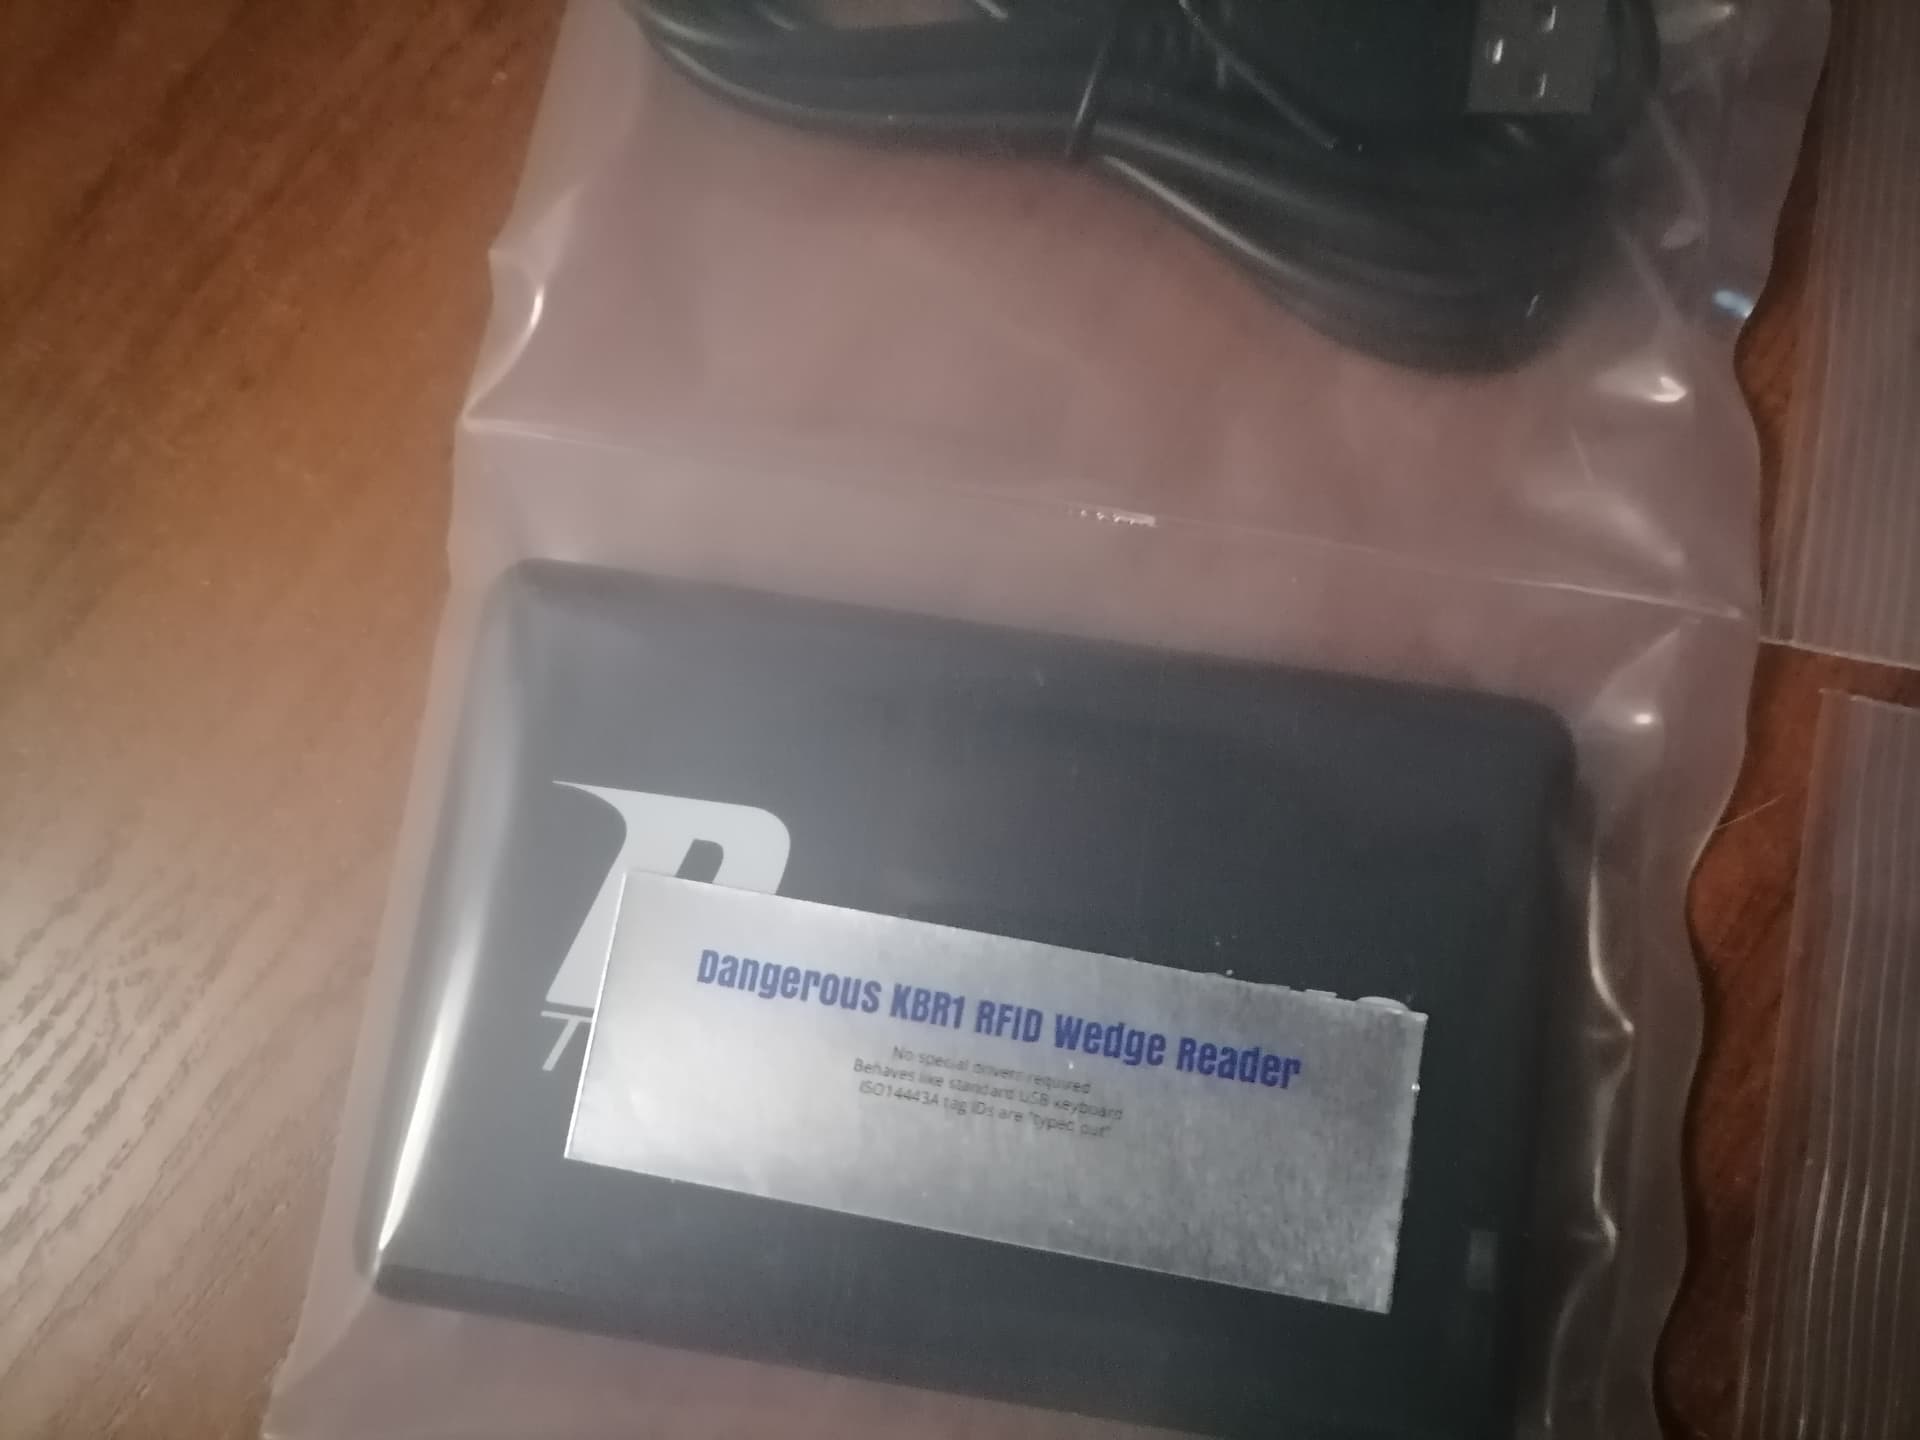 T
Dangerous KBR1 RFID Wedge Reader
No special drivers required
Behaves like standard USB keyboard
ISO14443A tag IDs are "typed out"